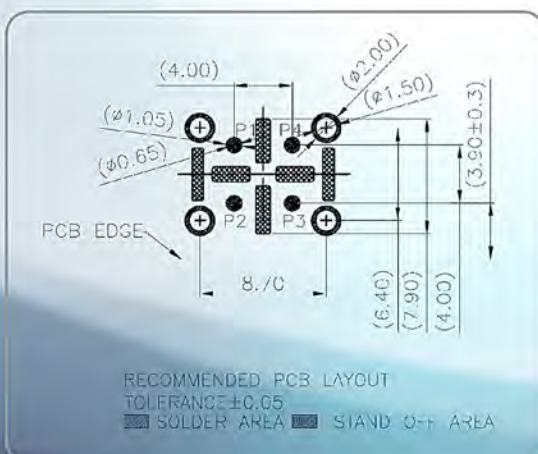 (4.00)
(ø2.00)
(ø1.50)
(ø1.05)
(ø0.65)
P1
P4
P2
P3
(3.90±0.3)
PCB EDGE
8.70
(6.40)
(7.90)
(4.00)
RECOMMENDED PCB LAYOUT
TOLERANCE±0.05
SOLDER AREA STAND OFF AREA